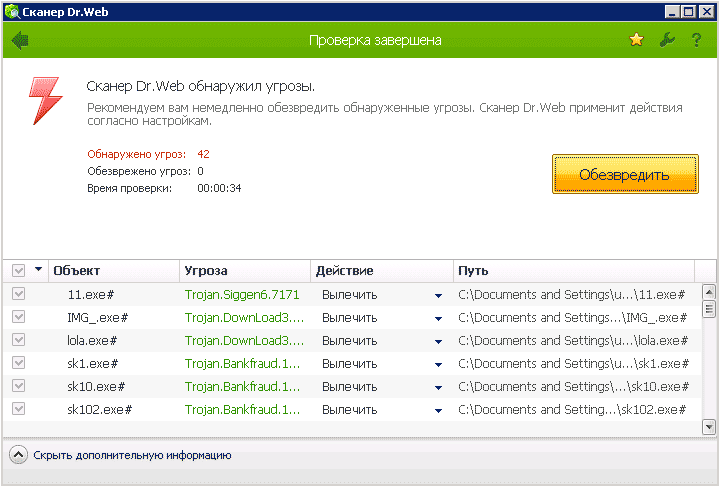 Сканер Dr.Web
Проверка завершена
Сканер Dr.Web обнаружил угрозы.
Рекомендуем вам немедленно обезвредить обнаруженные угрозы. Сканер Dr.Web применит действия
согласно настройкам.
Обнаружено угроз: 42
Обезврежено угроз: 0
Время проверки: 00:00:34
Обезвредить
Объект Угроза Действие Путь
11.exe# Trojan.Siggen6.7171 Вылечить C:\Documents and Settings\u...\11.exe#
IMG_.exe# Trojan.DownLoad3.... Вылечить C:\Documents and Settings...\IMG_.exe#
lola.exe# Trojan.DownLoad3.... Вылечить C:\Documents and Settings\u...\lola.exe#
sk1.exe# Trojan.Bankfraud.1... Вылечить C:\Documents and Settings\u...\sk1.exe#
sk10.exe# Trojan.Bankfraud.1... Вылечить C:\Documents and Settings\...\sk10.exe#
sk102.exe# Trojan.Bankfraud.1... Вылечить C:\Documents and Setting...\sk102.exe#
Скрыть дополнительную информацию